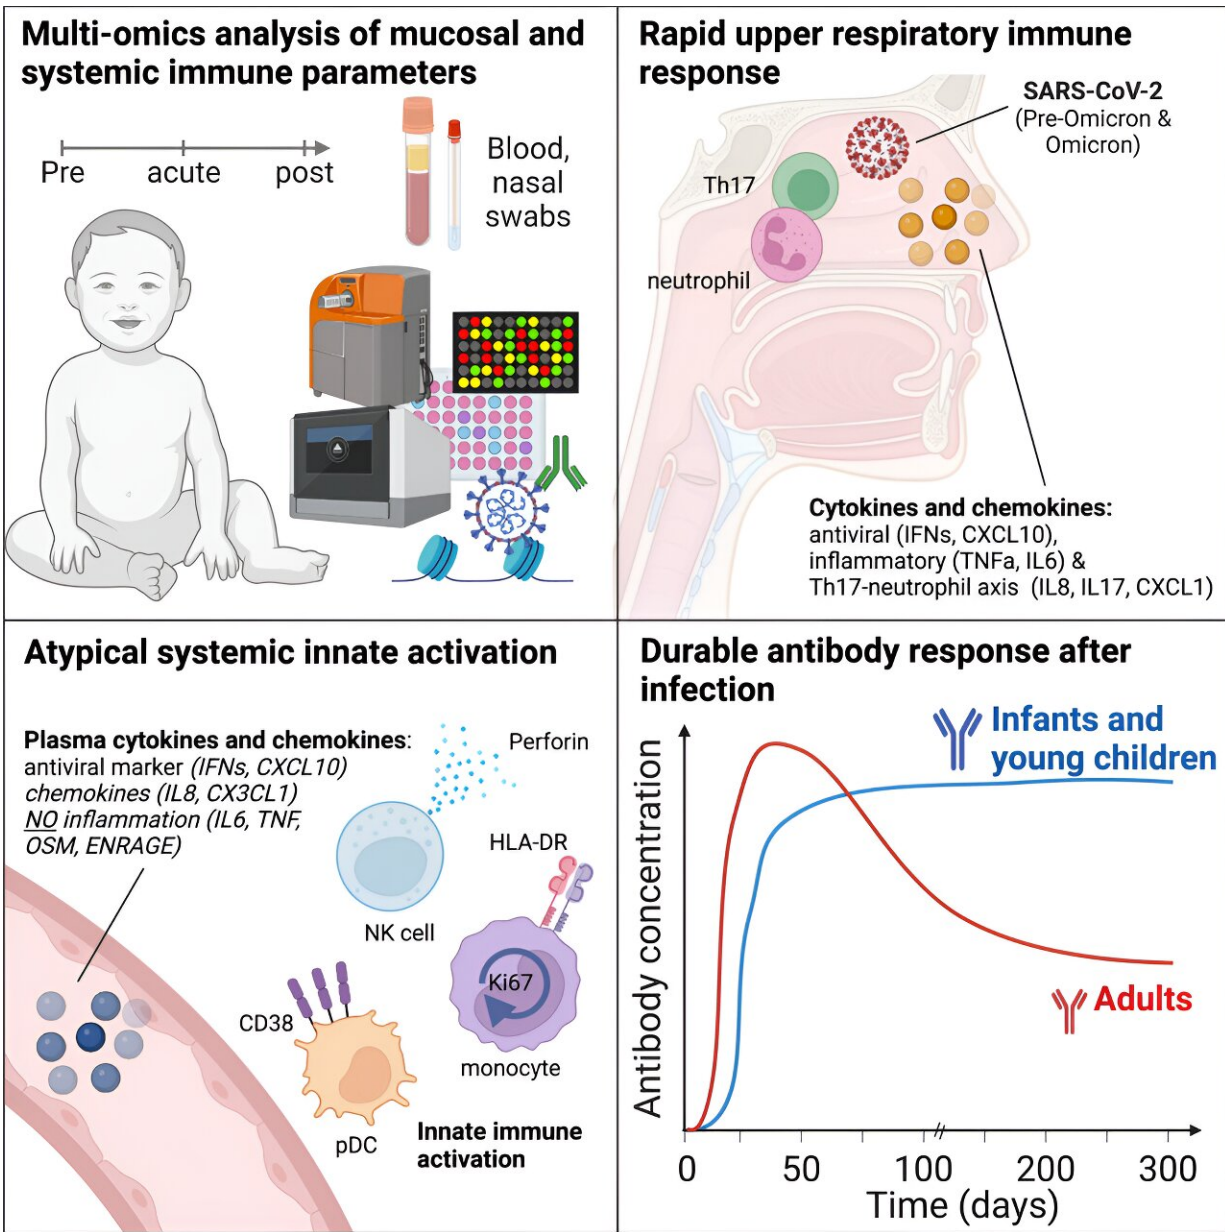 Multi-omics analysis of mucosal and
systemic immune parameters
Pre
acute
post
Blood,
nasal
swabs
Rapid upper respiratory immune
response
SARS-CoV-2
(Pre-Omicron &
Omicron)
Th17
neutrophil
Cytokines and chemokines:
antiviral (IFNs, CXCL10),
inflammatory (TNFa, IL6) &
Th17-neutrophil axis (IL8, IL17, CXCL1)
Atypical systemic innate activation
Plasma cytokines and chemokines:
antiviral marker (IFNs, CXCL10)
chemokines (IL8, CX3CL1)
NO inflammation (IL6, TNF,
OSM, ENRAGE)
Perforin
NK cell
HLA-DR
Ki67
monocyte
CD38
pDC
Innate immune
activation
Durable antibody response after
infection
Antibody concentration
Infants and
young children
Adults
0 50 100 200 300
Time (days)